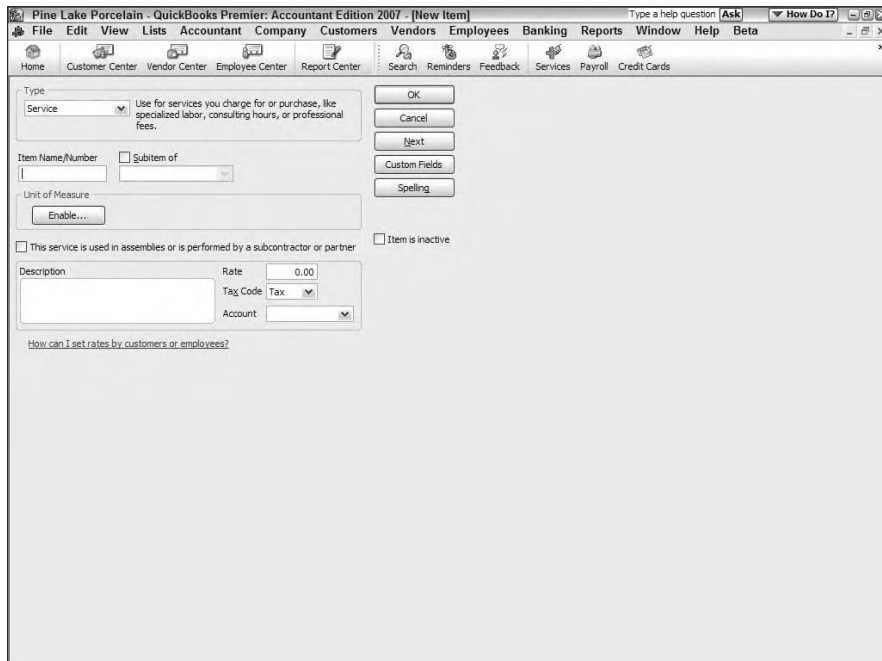 Pine Lake Porcelain - QuickBooks Premier: Accountant Edition 2007 - [New Item]
Type a help question Ask How Do I?
File Edit View Lists Accountant Company Customers Vendors Employees Banking Reports Window Help Beta
Home Customer Center Vendor Center Employee Center Report Center Search Reminders Feedback Services Payroll Credit Cards
Type
Service
Use for services you charge for or purchase, like
specialized labor, consulting hours, or professional
fees.
OK
Cancel
Next
Custom Fields
Spelling
Item Name/Number Subitem of
Unit of Measure
Enable...
Item is inactive
This service is used in assemblies or is performed by a subcontractor or partner
Description
Rate 0.00
Tax Code Tax
Account
How can I set rates by customers or employees?